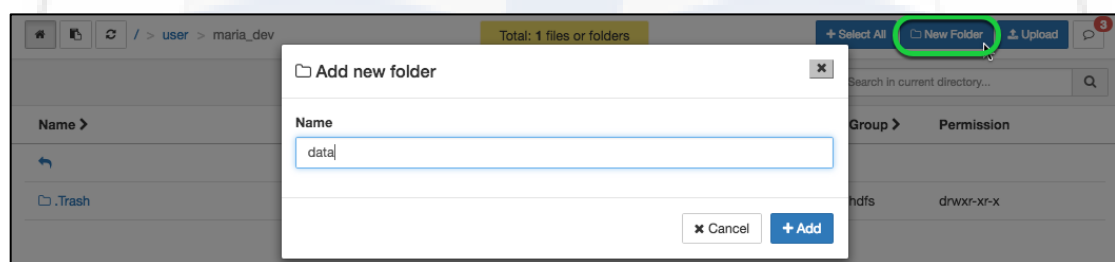 / > user > maria_dev
Total: 1 files or folders
+ Select All
New Folder
Upload
3
Add new folder
x
Search in current directory...
Name >
Name
Group >
Permission
data
.Trash
hdfs
drwxr-xr-x
x Cancel
+ Add